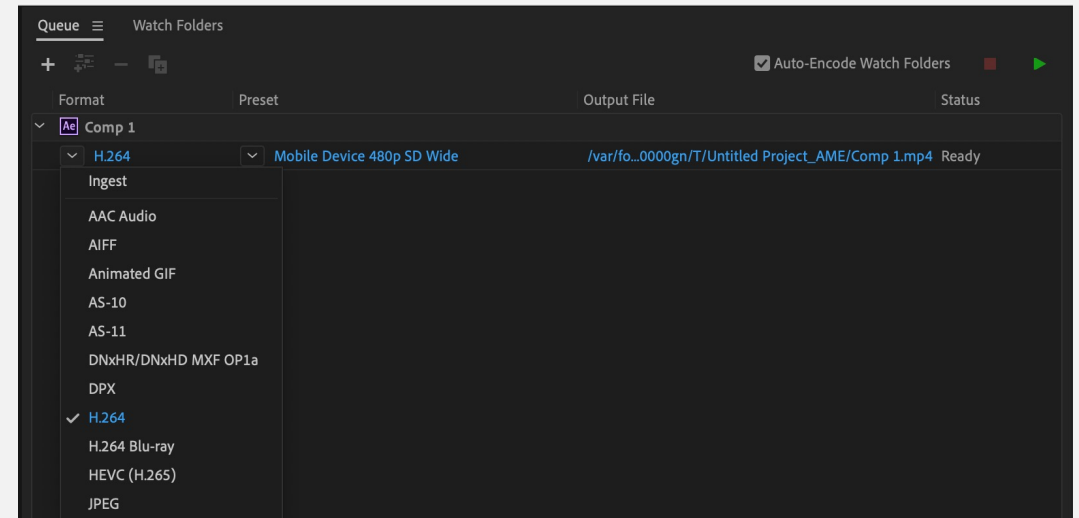 Queue Watch Folders
Auto-Encode Watch Folders
Format Preset Output File Status
Ae Comp 1
H.264 Mobile Device 480p SD Wide /var/fo...0000gn/T/Untitled Project_AME/Comp 1.mp4 Ready
Ingest
AAC Audio
AIFF
Animated GIF
AS-10
AS-11
DNxHR/DNxHD MXF OP1a
DPX
H.264
H.264 Blu-ray
HEVC (H.265)
JPEG